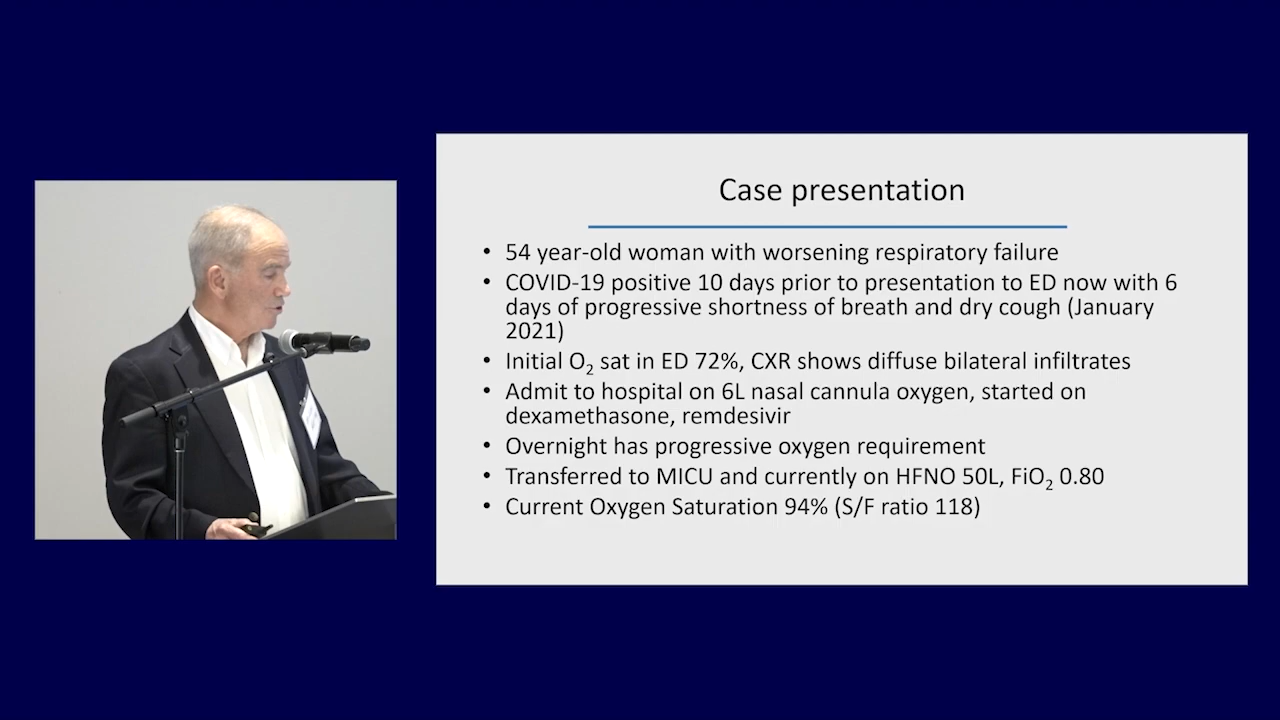 Case presentation
• 54 year-old woman with worsening respiratory failure
• COVID-19 positive 10 days prior to presentation to ED now with 6
days of progressive shortness of breath and dry cough (January
2021)
• Initial O₂ sat in ED 72%, CXR shows diffuse bilateral infiltrates
• Admit to hospital on 6L nasal cannula oxygen, started on
dexamethasone, remdesivir
• Overnight has progressive oxygen requirement
• Transferred to MICU and currently on HFNO 50L, FiO₂ 0.80
• Current Oxygen Saturation 94% (S/F ratio 118)